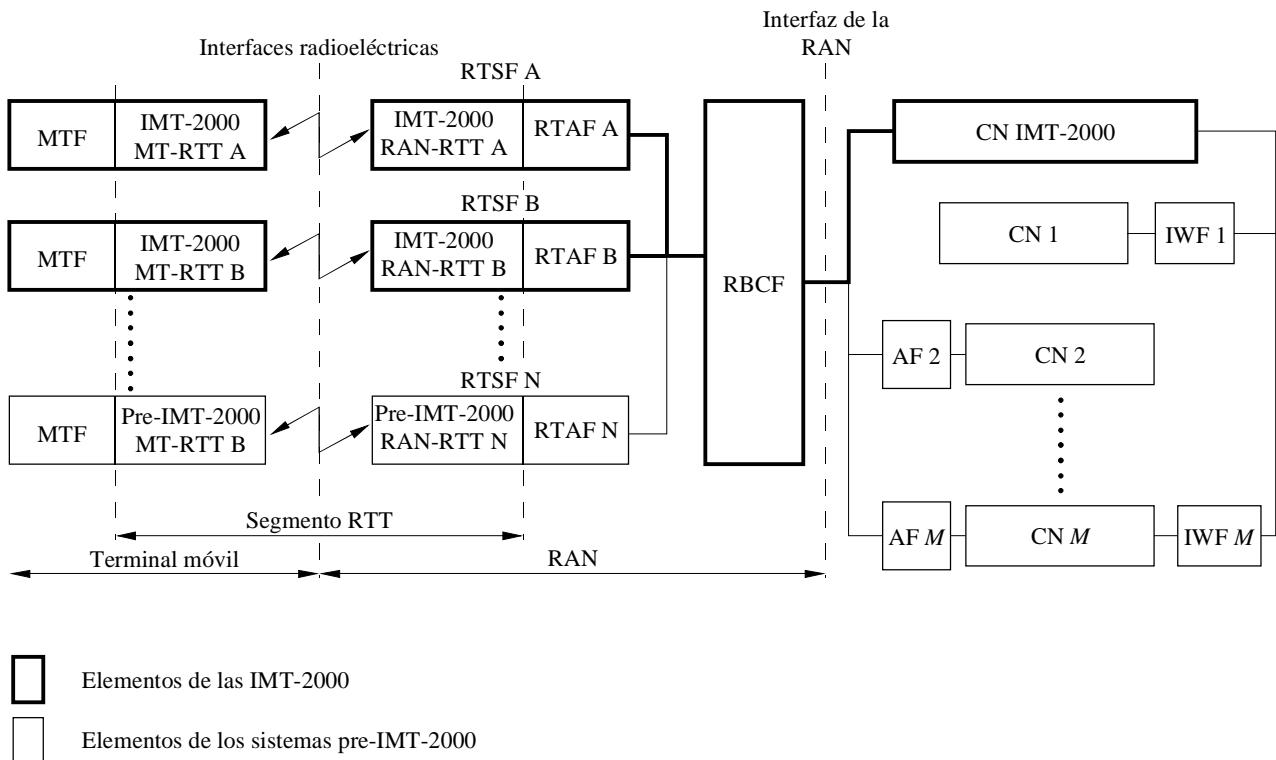 Interfaz de la
RAN
Interfaces radioeléctricas
RTSF A
MTF
IMT-2000
MT-RTT A
IMT-2000
RAN-RTT A
RTAF A
CN IMT-2000
RTSF B
MTF
IMT-2000
MT-RTT B
IMT-2000
RAN-RTT B
RTAF B
RBCF
CN 1
IWF 1
AF 2
CN 2
RTSF N
MTF
Pre-IMT-2000
MT-RTT B
Pre-IMT-2000
RAN-RTT N
RTAF N
AF M
CN M
IWF M
Segmento RTT
Terminal móvil
RAN
Elementos de las IMT-2000
Elementos de los sistemas pre-IMT-2000